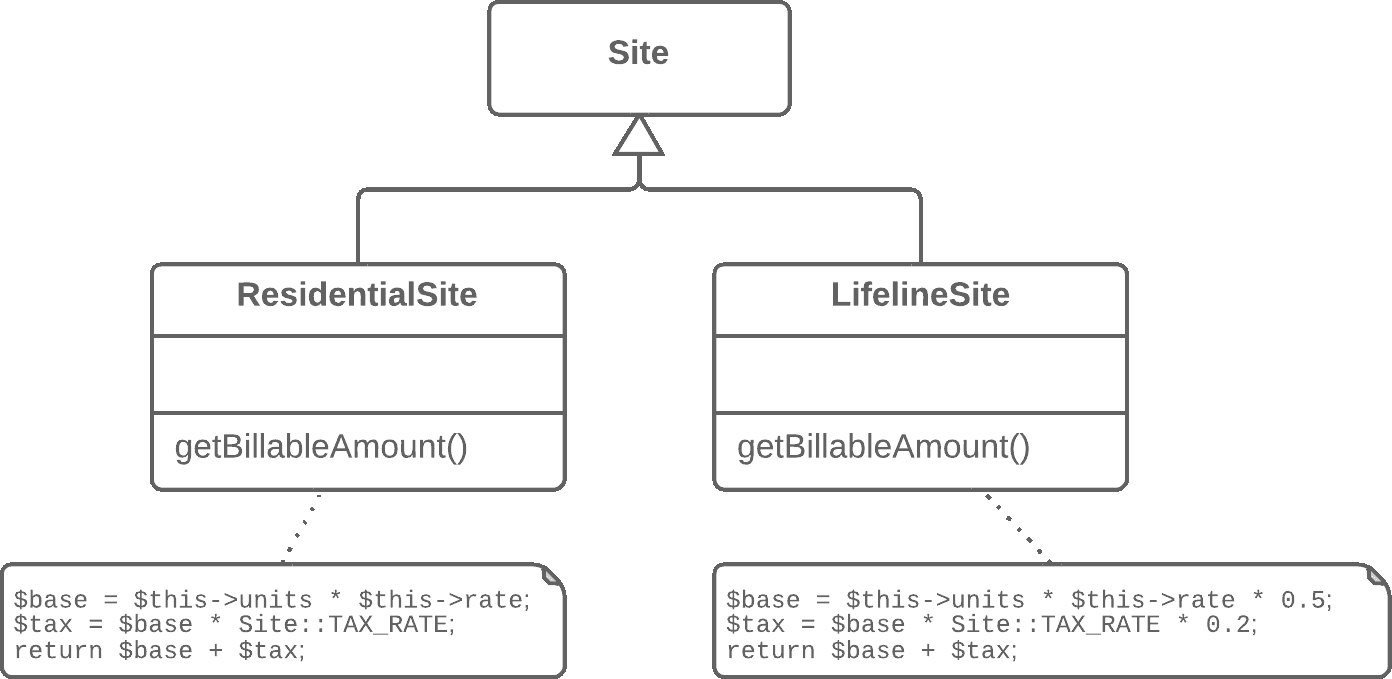 Site
ResidentialSite
getBillableAmount()
LifelineSite
getBillableAmount()
$base = $this->units * $this->rate;
$tax = $base * Site::TAX_RATE;
return $base + $tax;
$base = $this->units * $this->rate * 0.5;
$tax = $base * Site::TAX_RATE * 0.2;
return $base + $tax;